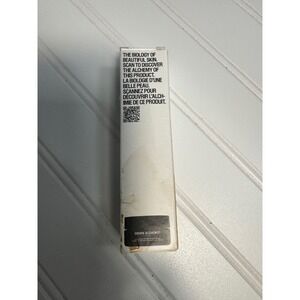 THE BIOLOGY OF
BEAUTIFUL SKIN.
SCAN TO DISCOVER
THE ALCHEMY OF
THIS PRODUCT.
LA BIOLOGIE D'UNE
BELLE PEAU.
SCANNEZ POUR
DÉCOUVRIR L'ALCH-
IMIE DE CE PRODUIT.